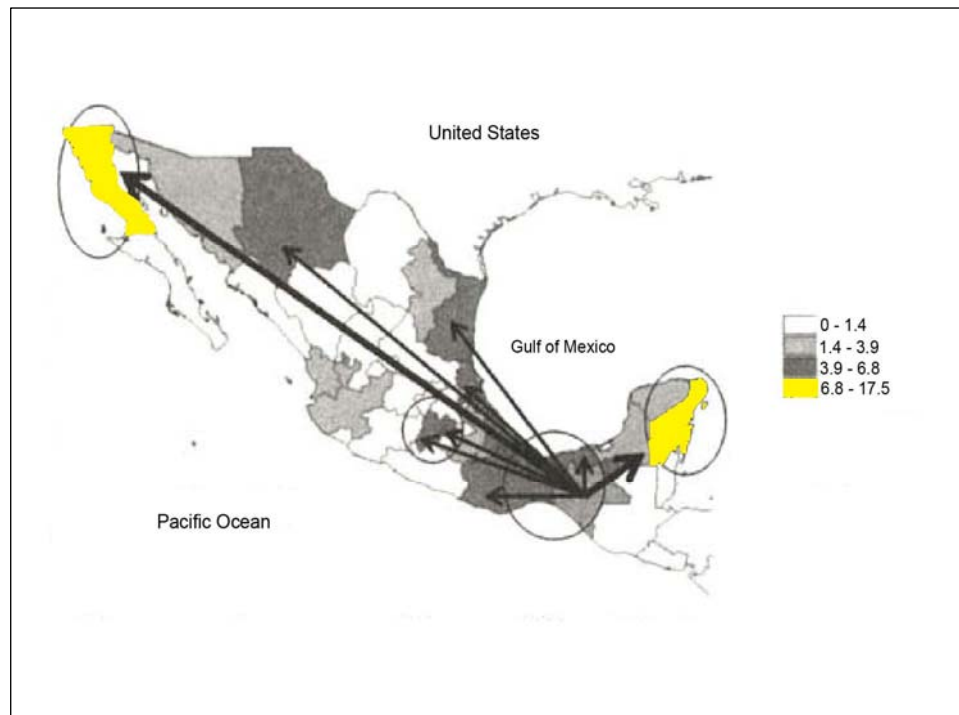 United States
Gulf of Mexico
0 - 1.4
1.4 - 3.9
3.9 - 6.8
6.8 - 17.5
Pacific Ocean